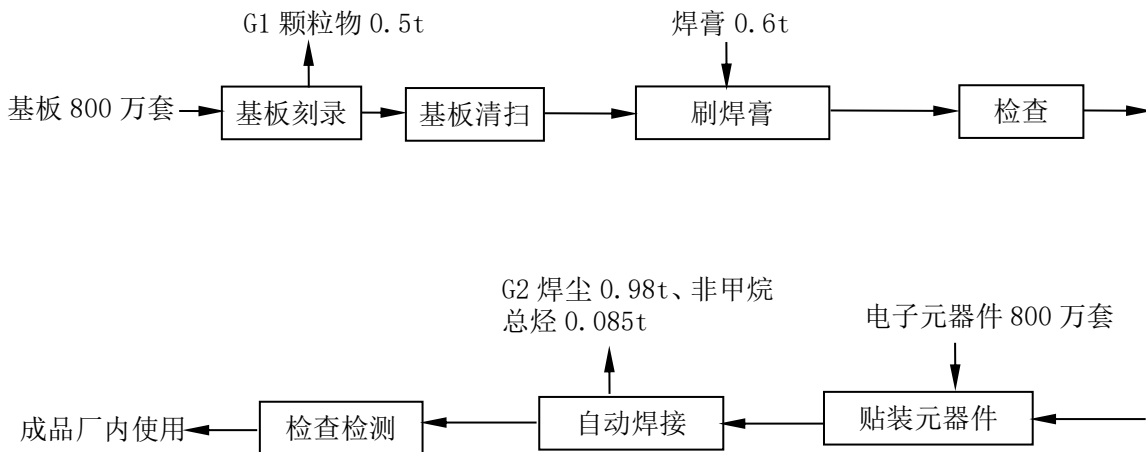 G1 颗粒物 0.5t
焊膏 0.6t
基板 800 万套
基板刻录
基板清扫
刷焊膏
检查
G2 焊尘 0.98t、非甲烷
总烃 0.085t
电子元器件 800 万套
成品厂内使用
检查检测
自动焊接
贴装元器件